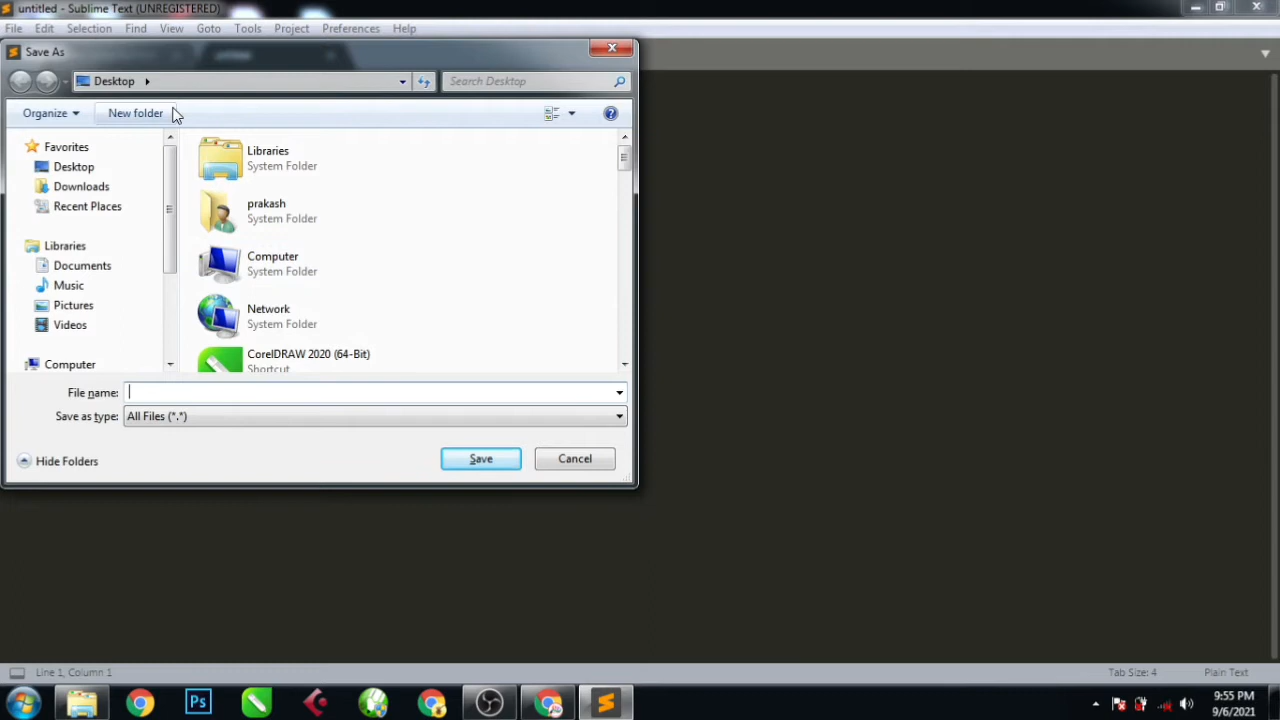 untitled - Sublime Text (UNREGISTERED)
File Edit Selection Find View Goto Tools Project Preferences Help
Save As
Desktop
Search Desktop
Organize
New folder
Favorites
Desktop
Downloads
Recent Places
Libraries
Documents
Music
Pictures
Videos
Computer
Libraries
System Folder
prakash
System Folder
Computer
System Folder
Network
System Folder
CorelDRAW 2020 (64-Bit)
Shortcut
File name:
Save as type: All Files (*.*)
Hide Folders
Save
Cancel
Line 1, Column 1
Tab Size: 4
Plain Text
Ps
9:55 PM
9/6/2021